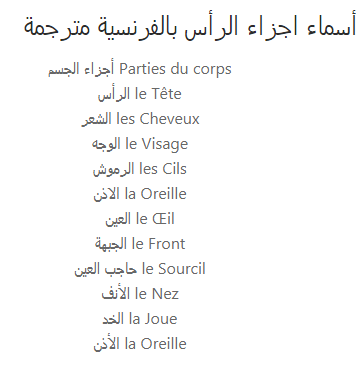 أسماء اجزاء الرأس بالفرنسية مترجمة
أجزاء الجسم Parties du corps
الرأس le Tête
الشعر les Cheveux
الوجه le Visage
الرموش les Cils
الاذن la Oreille
العين le Œil
الجبهة le Front
حاجب العين le Sourcil
الأنف le Nez
الخد la Joue
الأذن la Oreille